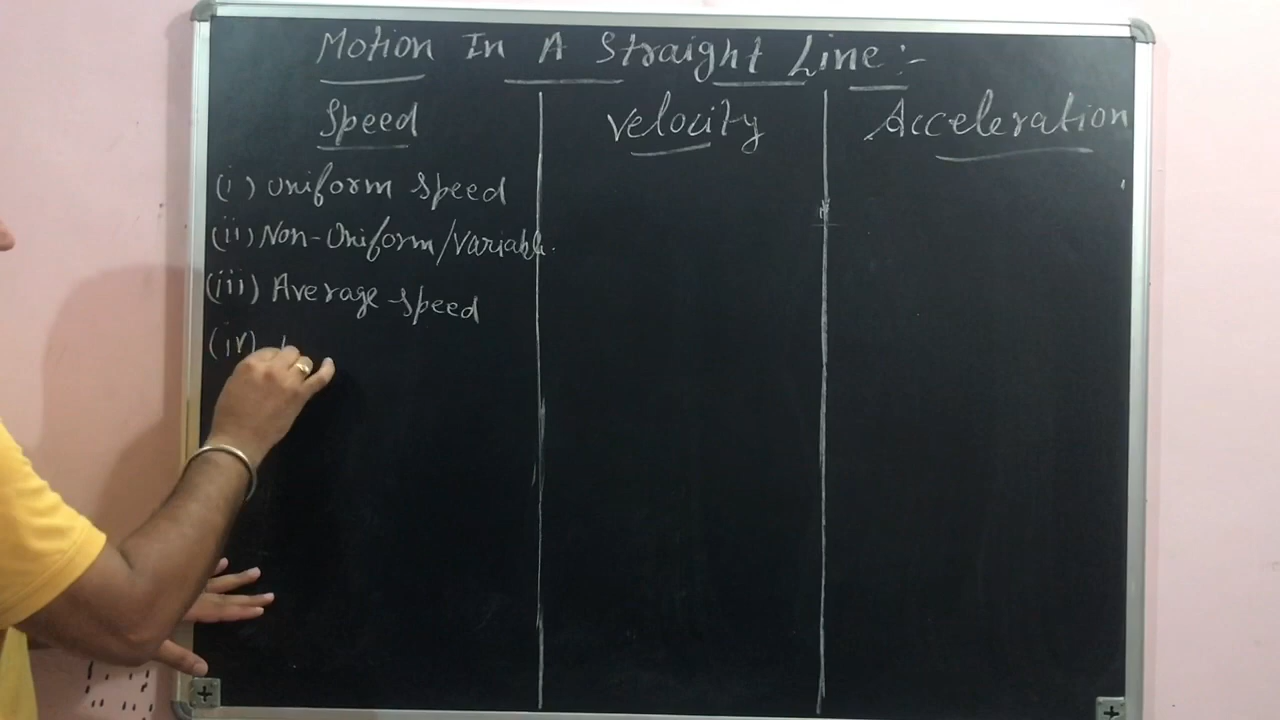 Motion In A Straight Line:-
Speed
(i) Uniform speed
(ii) Non-Uniform/Variable.
(iii) Average speed
(iv)
Velocity
Acceleration